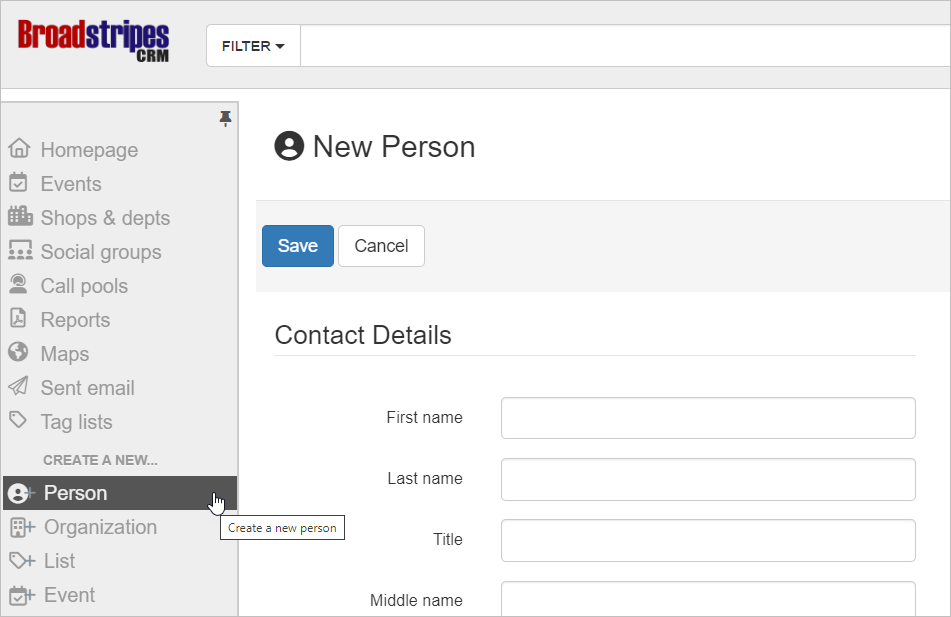 Broadstripes
CRM
FILTER
Homepage
Events
Shops & depts
Social groups
Call pools
Reports
Maps
Sent email
Tag lists
CREATE A NEW...
Person
Create a new person
Organization
List
Event
New Person
Save Cancel
Contact Details
First name
Last name
Title
Middle name